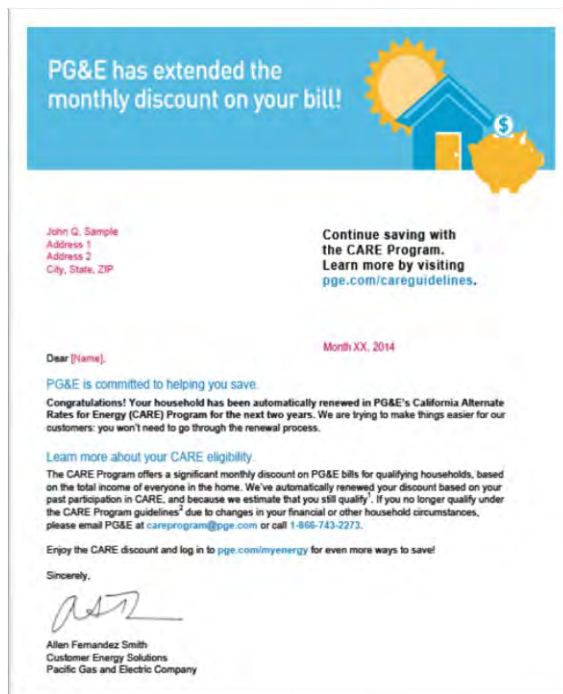 PG&E has extended the
monthly discount on your bill!
$
John Q. Sample
Address 1
Address 2
City, State, ZIP
Continue saving with
the CARE Program.
Learn more by visiting
pge.com/careguidelines.
Month XX, 2014
Dear [Name],
PG&E is committed to helping you save.
Congratulations! Your household has been automatically renewed in PG&E's California Alternate
Rates for Energy (CARE) Program for the next two years. We are trying to make things easier for our
customers: you won't need to go through the renewal process.
Learn more about your CARE eligibility.
The CARE Program offers a significant monthly discount on PG&E bills for qualifying households, based
on the total income of everyone in the home. We've automatically renewed your discount based on your
past participation in CARE, and because we estimate that you still qualify¹. If you no longer qualify under
the CARE Program guidelines² due to changes in your financial or other household circumstances,
please email PG&E at careprogram@pge.com or call 1-866-743-2273.
Enjoy the CARE discount and log in to pge.com/myenergy for even more ways to save!
Sincerely,
Allen Fernandez Smith
Customer Energy Solutions
Pacific Gas and Electric Company